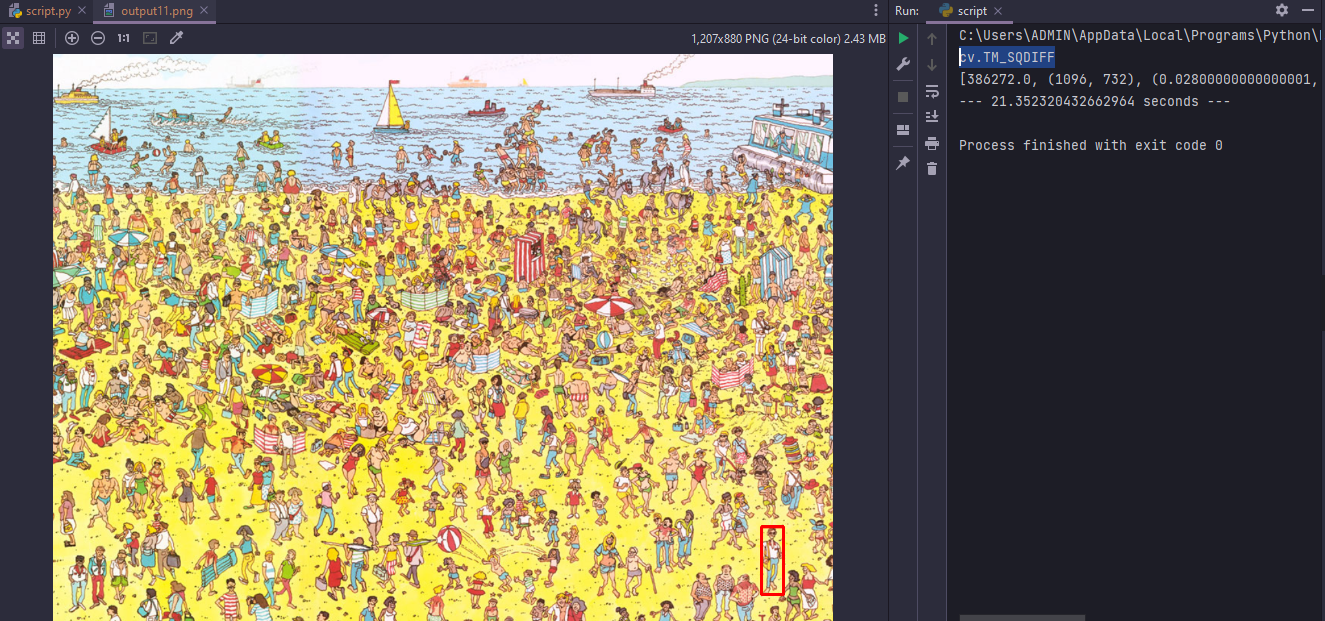 script.py
output11.png
Run:
script
1:1
1,207x880 PNG (24-bit color) 2.43 MB
C:\Users\ADMIN\AppData\Local\Programs\Python\
cv.TM_SQDIFF
[386272.0, (1096, 732), (0.02800000000000001,
--- 21.352320432662964 seconds ---
Process finished with exit code 0